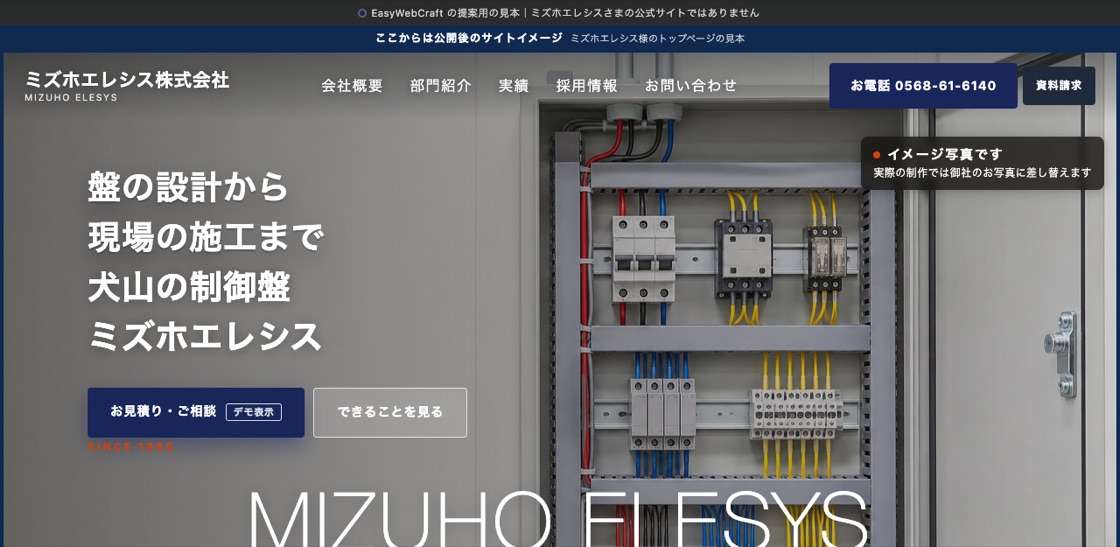 EasyWebCraft の提案用の見本｜ミズホエレシスさまの公式サイトではありません
ここからは公開後のサイトイメージ ミズホエレシス様のトップページの見本
ミズホエレシス株式会社
MIZUHO ELESYS
会社概要 部門紹介 実績 採用情報 お問い合わせ
お電話 0568-61-6140
資料請求
イメージ写真です
実際の制作では御社のお写真に差し替えます
盤の設計から
現場の施工まで
犬山の制御盤
ミズホエレシス
お見積り・ご相談 デモ表示
できることを見る
SINCE
MIZUHO ELESYS